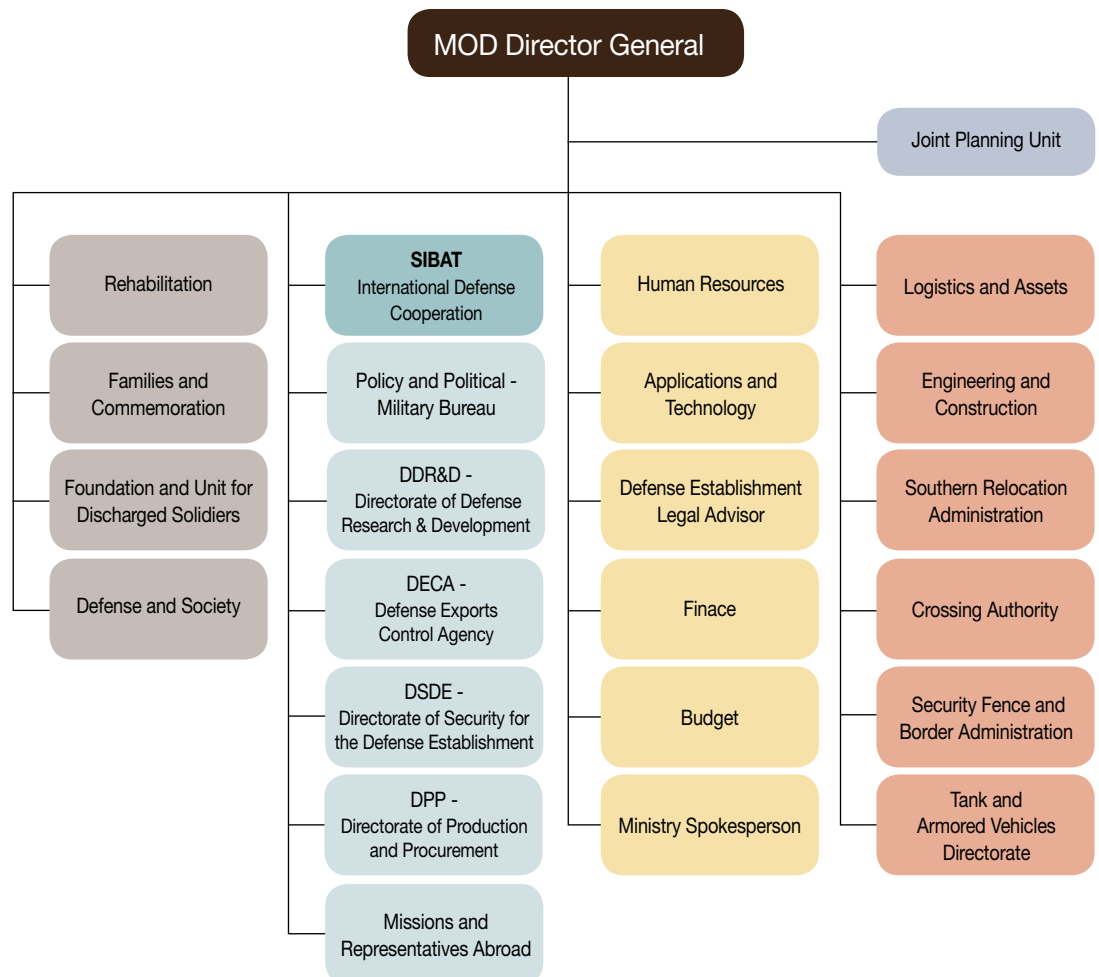 MOD Director General
Joint Planning Unit
Rehabilitation
Families and
Commemoration
Foundation and Unit for
Discharged Solidiers
Defense and Society
SIBAT
International Defense
Cooperation
Policy and Political -
Military Bureau
DDR&D -
Directorate of Defense
Research & Development
DECA -
Defense Exports
Control Agency
DSDE -
Directorate of Security for
the Defense Establishment
DPP -
Directorate of Production
and Procurement
Missions and
Representatives Abroad
Human Resources
Applications and
Technology
Defense Establishment
Legal Advisor
Finace
Budget
Ministry Spokesperson
Logistics and Assets
Engineering and
Construction
Southern Relocation
Administration
Crossing Authority
Security Fence and
Border Administration
Tank and
Armored Vehicles
Directorate